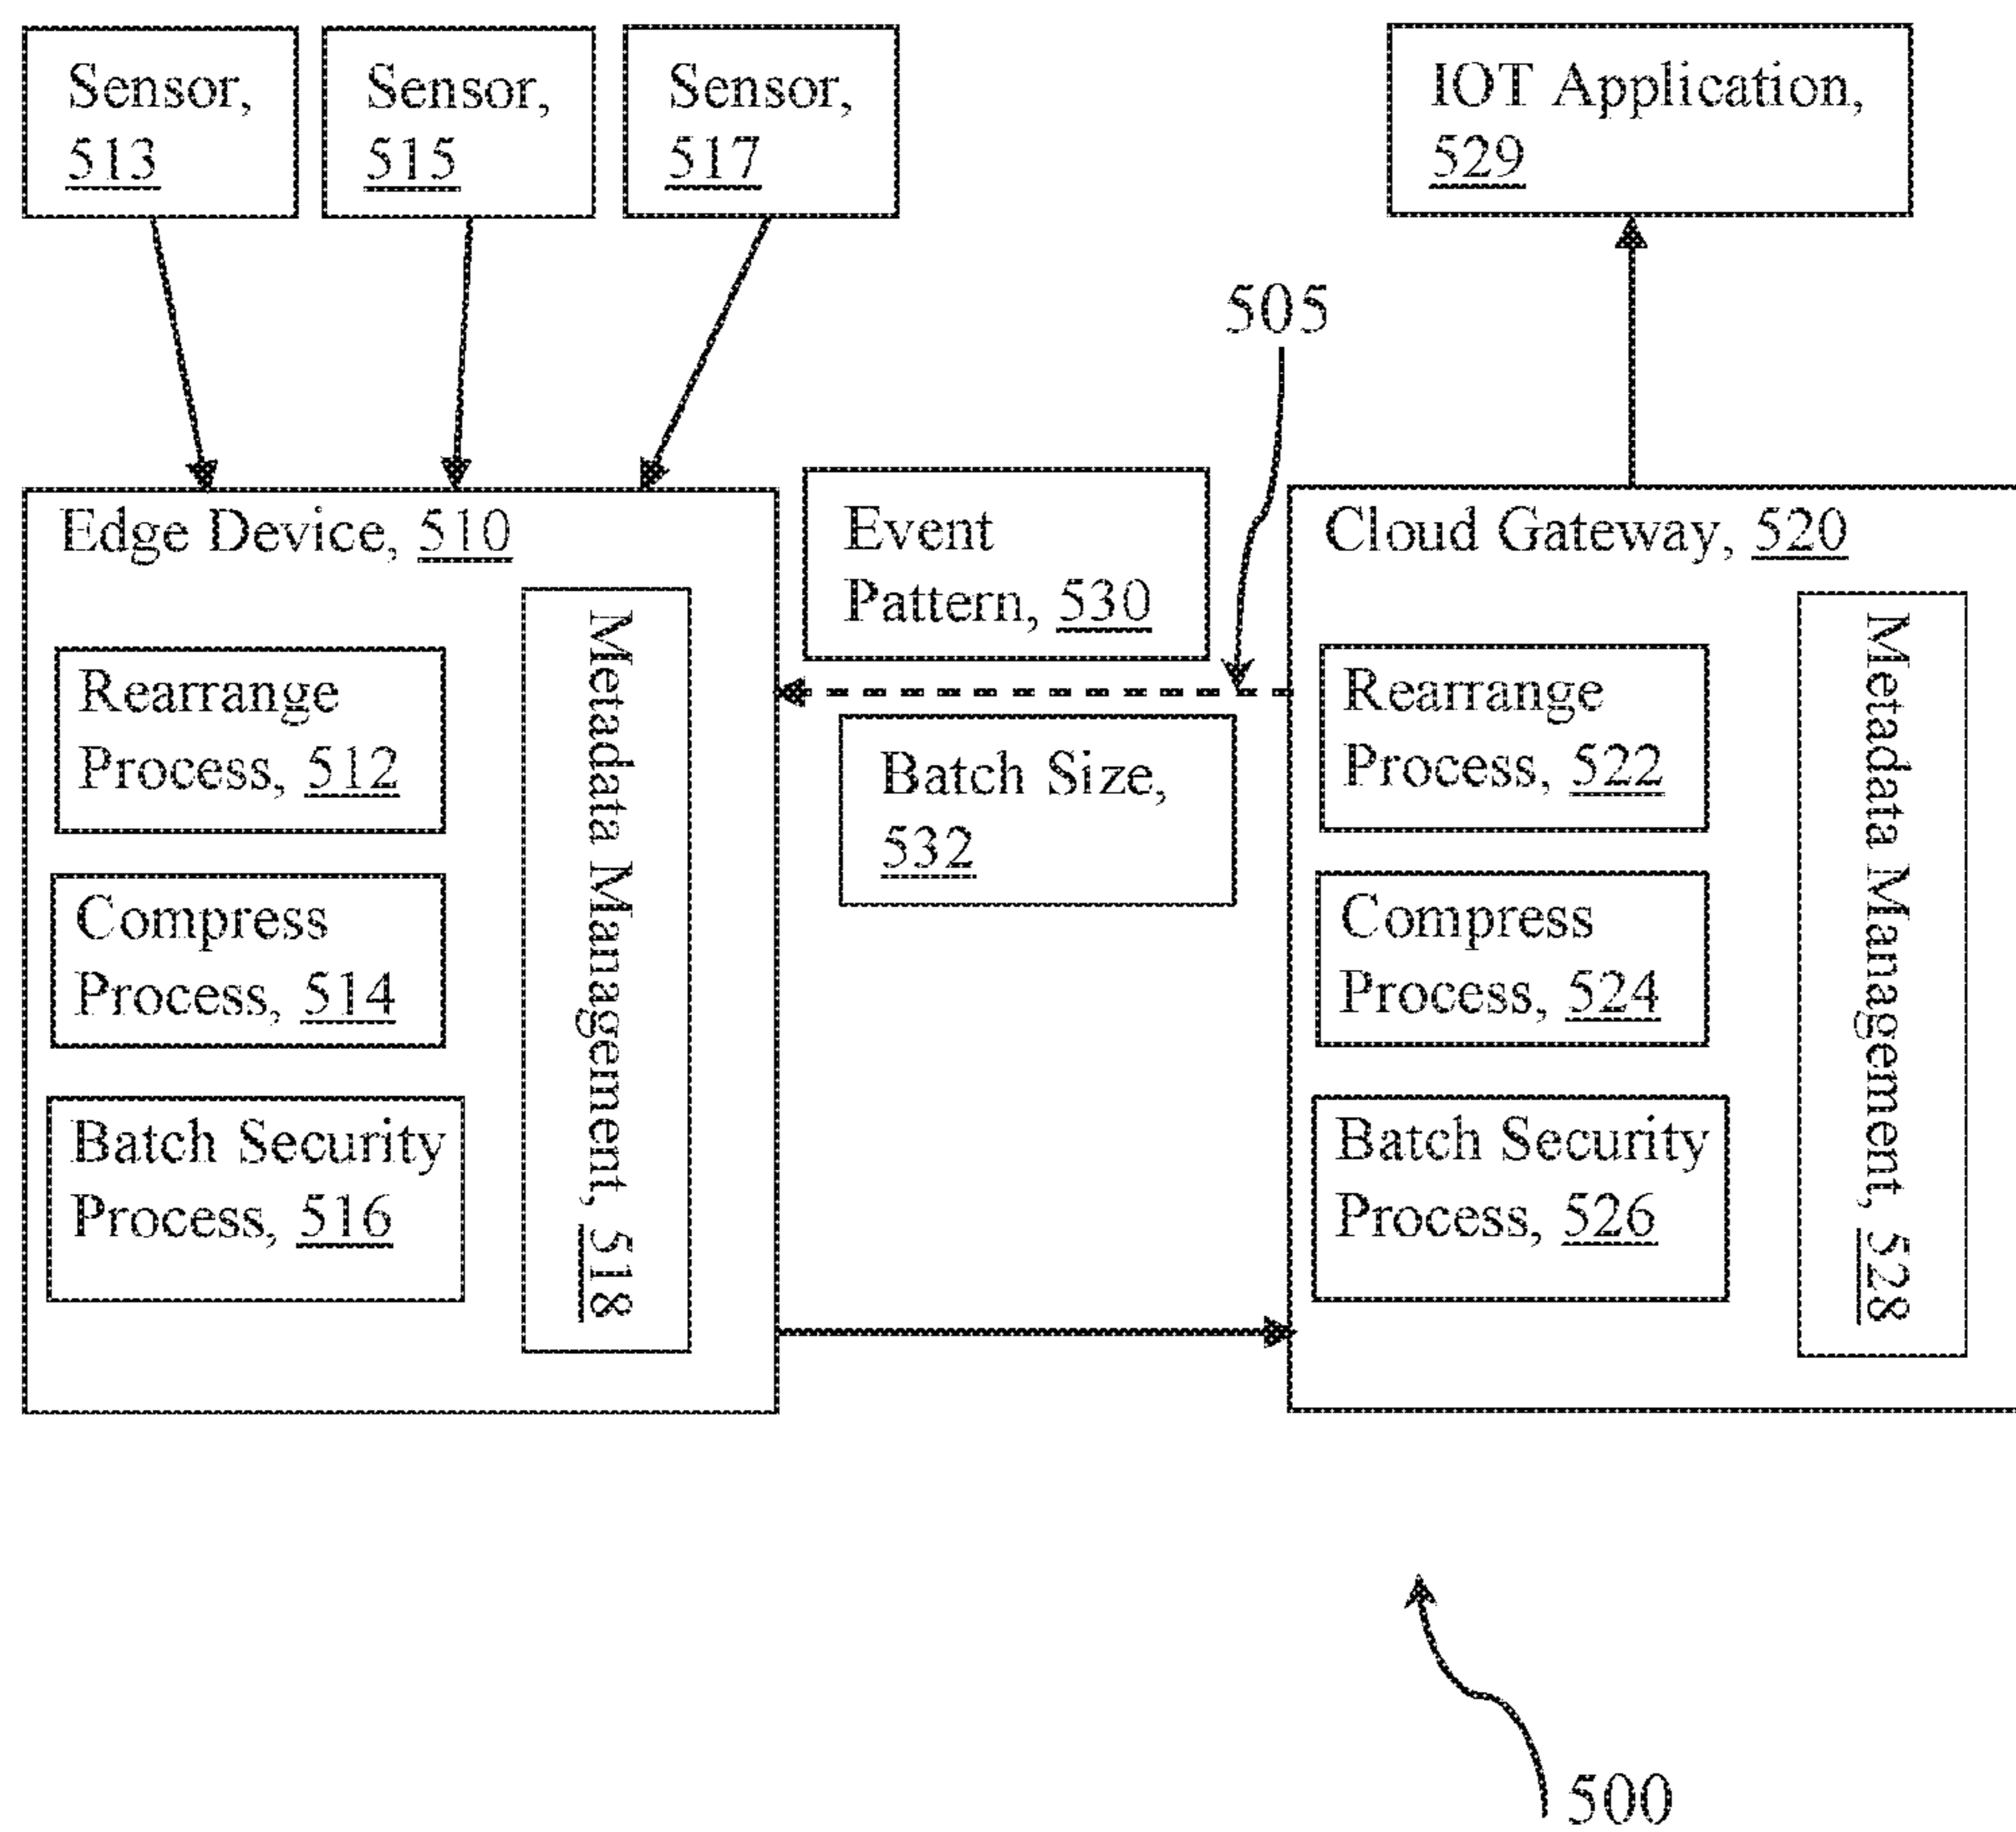 Sensor,
513
Sensor,
515
Sensor,
517
IOT Application,
529
505
Edge Device, 510
Rearrange
Process, 512
Compress
Process, 514
Batch Security
Process, 516
Metadata Management, 518
Event
Pattern, 530
Batch Size,
532
Cloud Gateway, 520
Rearrange
Process, 522
Compress
Process, 524
Batch Security
Process, 526
Metadata Management, 528
500